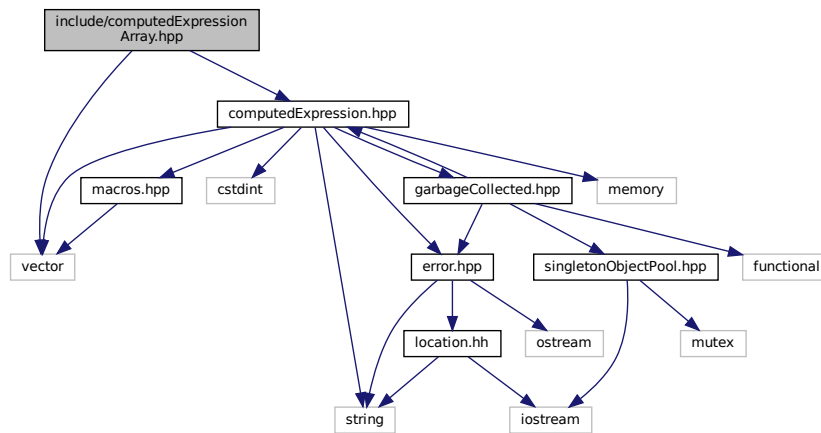 include/computedExpression
Array.hpp
computedExpression.hpp
macros.hpp
cstdint
garbageCollected.hpp
memory
vector
error.hpp
singletonObjectPool.hpp
functional
location.hh
ostream
mutex
string
iostream